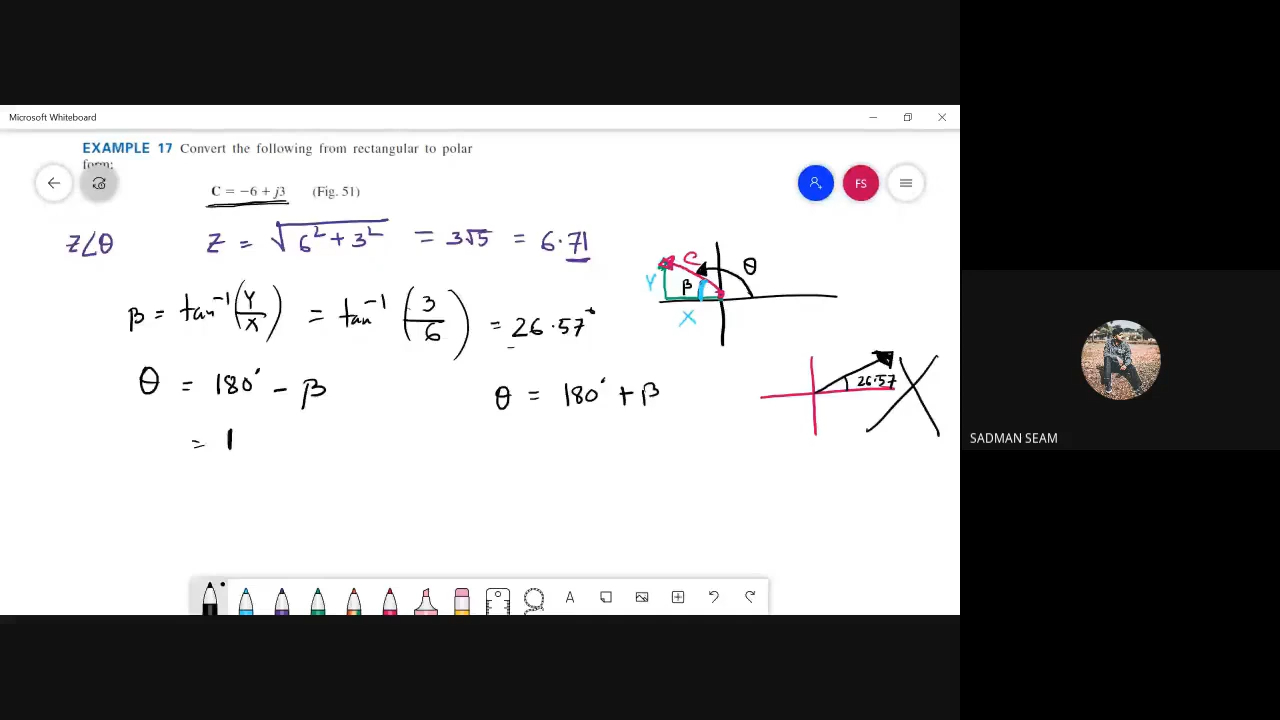 Microsoft Whiteboard
EXAMPLE 17 Convert the following from rectangular to polar
form:
C = −6 + j3 (Fig. 51)
FS
Z∠θ Z = √6² + 3² = 3√5 = 6.71
β = tan⁻¹(Y/X) = tan⁻¹(3/6) = 26.57°
θ = 180° − β θ = 180° + β
= 1
C
θ
Y
β
X
26.57
A
SADMAN SEAM